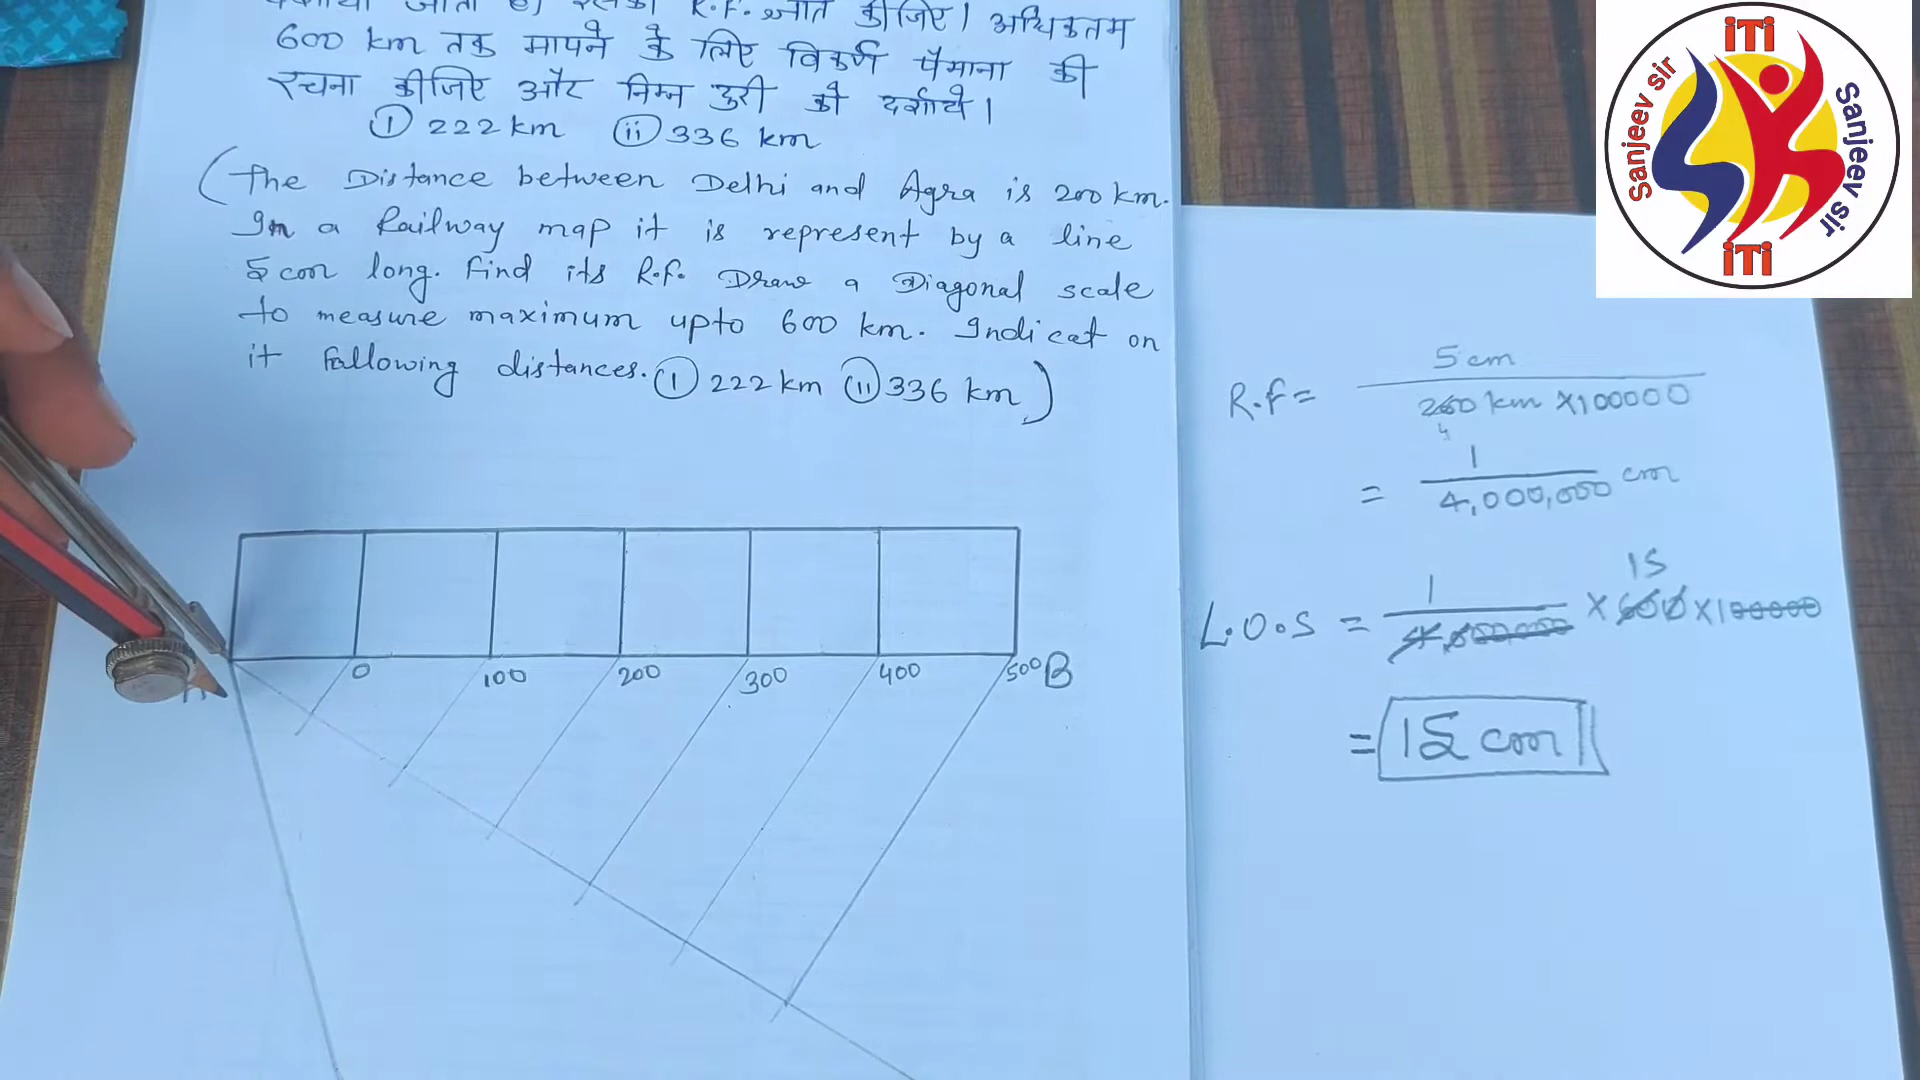 R.F. ज्ञात कीजिए। अधिकतम
600 km तक मापने के लिए विकर्ण पैमाना की
रचना कीजिए और निम्न दुरी को दर्शाये।
(i) 222 km (ii) 336 km
(The Distance between Delhi and Agra is 200 km.
In a Railway map it is represent by a line
5 cm long. Find its R.F. Draw a Diagonal scale
to measure maximum upto 600 km. Indicat on
it following distances. (i) 222 km (ii) 336 km)
0 100 200 300 400 500 B
R.F = 5 cm / 200 km × 100000
4
= 1 / 4,000,000 cm
15
L.O.S = 1 / 4,000,000 × 600 × 100000
= 15 cm
iTi
Sanjeev sir
Sanjeev sir
iTi